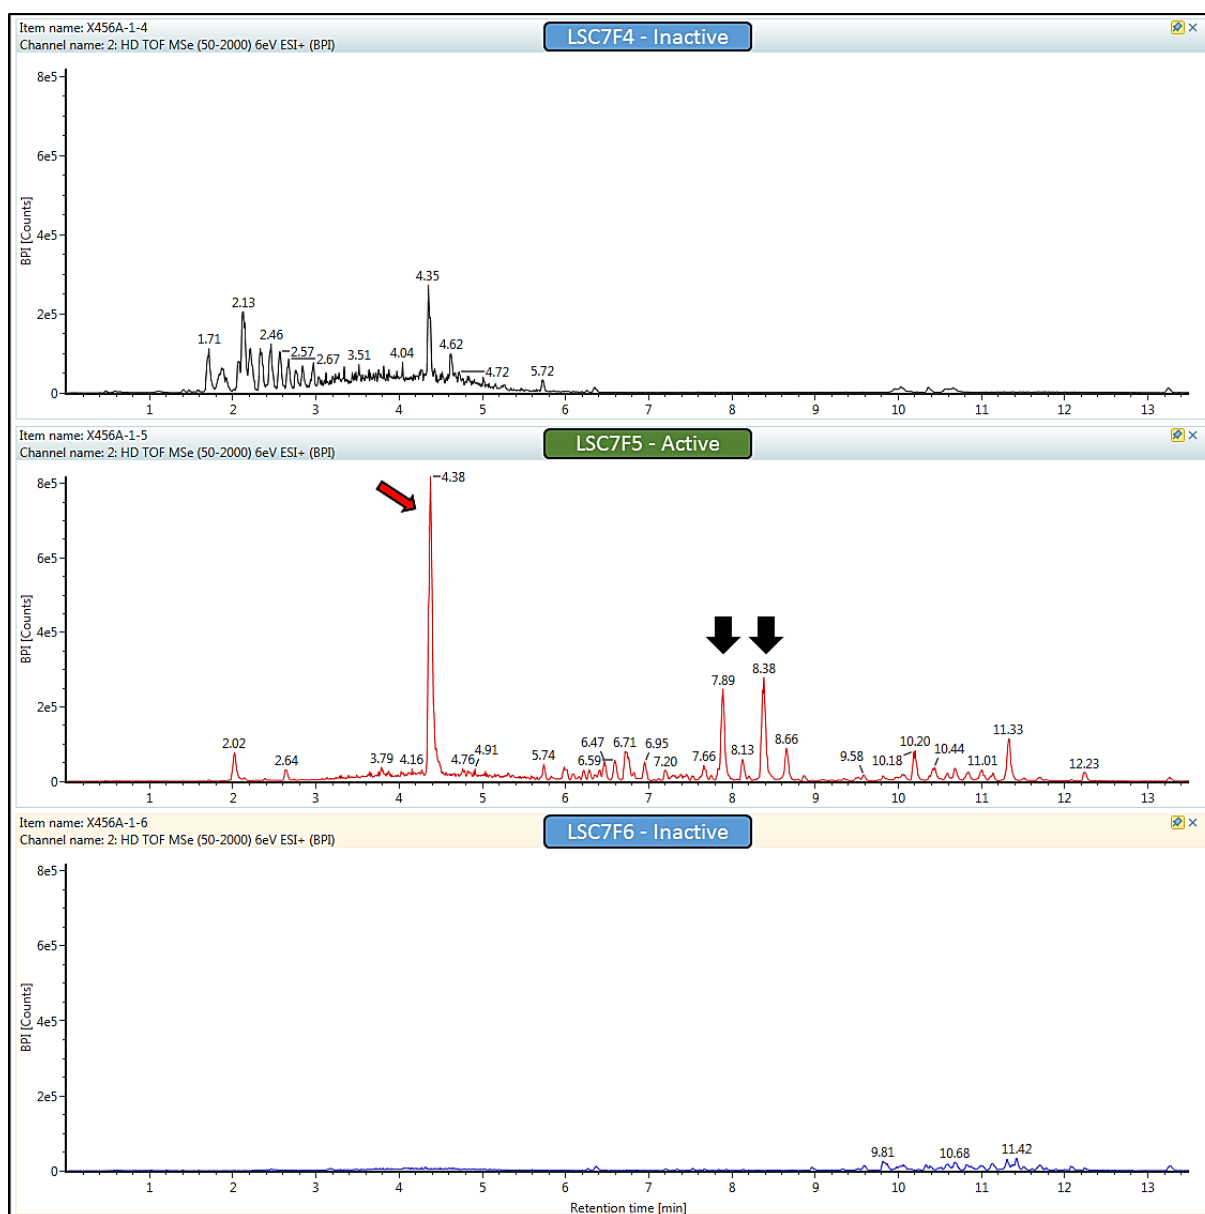 Item name: X456A-1-4
Channel name: 2: HD TOF MSe (50-2000) 6eV ESI+ (BPI)
LSC7F4 - Inactive
BPI [Counts]
8e5
6e5
4e5
2e5
0
1.71
2.13
2.46
2.57
2.67
3.51
4.04
4.35
4.62
4.72
5.72
1 2 3 4 5 6 7 8 9 10 11 12 13
Item name: X456A-1-5
Channel name: 2: HD TOF MSe (50-2000) 6eV ESI+ (BPI)
LSC7F5 - Active
BPI [Counts]
8e5
6e5
4e5
2e5
0
2.02
2.64
3.79
4.16
4.38
4.76
4.91
5.74
6.47
6.59
6.71
6.95
7.20
7.66
7.89
8.13
8.38
8.66
9.58
10.18
10.20
10.44
11.01
11.33
12.23
1 2 3 4 5 6 7 8 9 10 11 12 13
Item name: X456A-1-6
Channel name: 2: HD TOF MSe (50-2000) 6eV ESI+ (BPI)
LSC7F6 - Inactive
BPI [Counts]
8e5
6e5
4e5
2e5
0
9.81
10.68
11.42
1 2 3 4 5 6 7 8 9 10 11 12 13
Retention time [min]